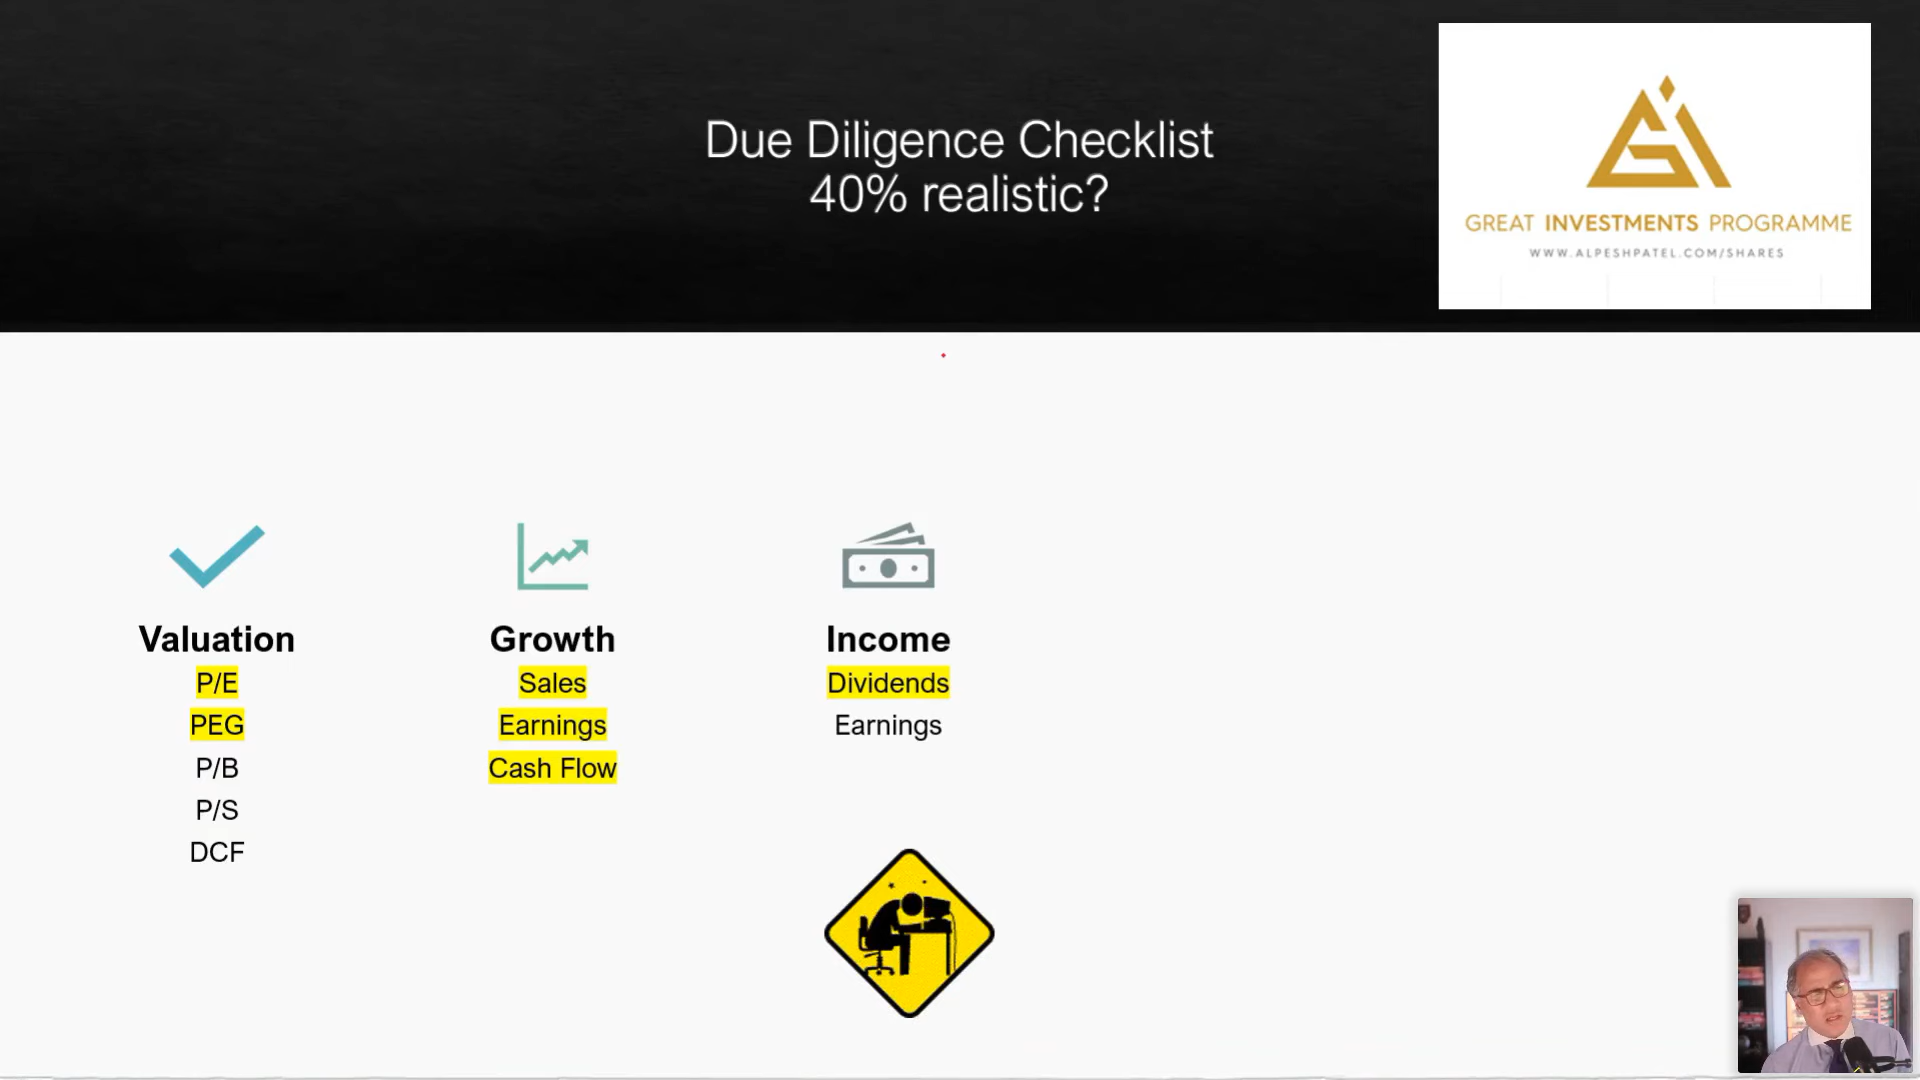 Due Diligence Checklist
40% realistic?
GREAT INVESTMENTS PROGRAMME
WWW.ALPESHPATEL.COM/SHARES
Valuation
P/E
PEG
P/B
P/S
DCF
Growth
Sales
Earnings
Cash Flow
Income
Dividends
Earnings